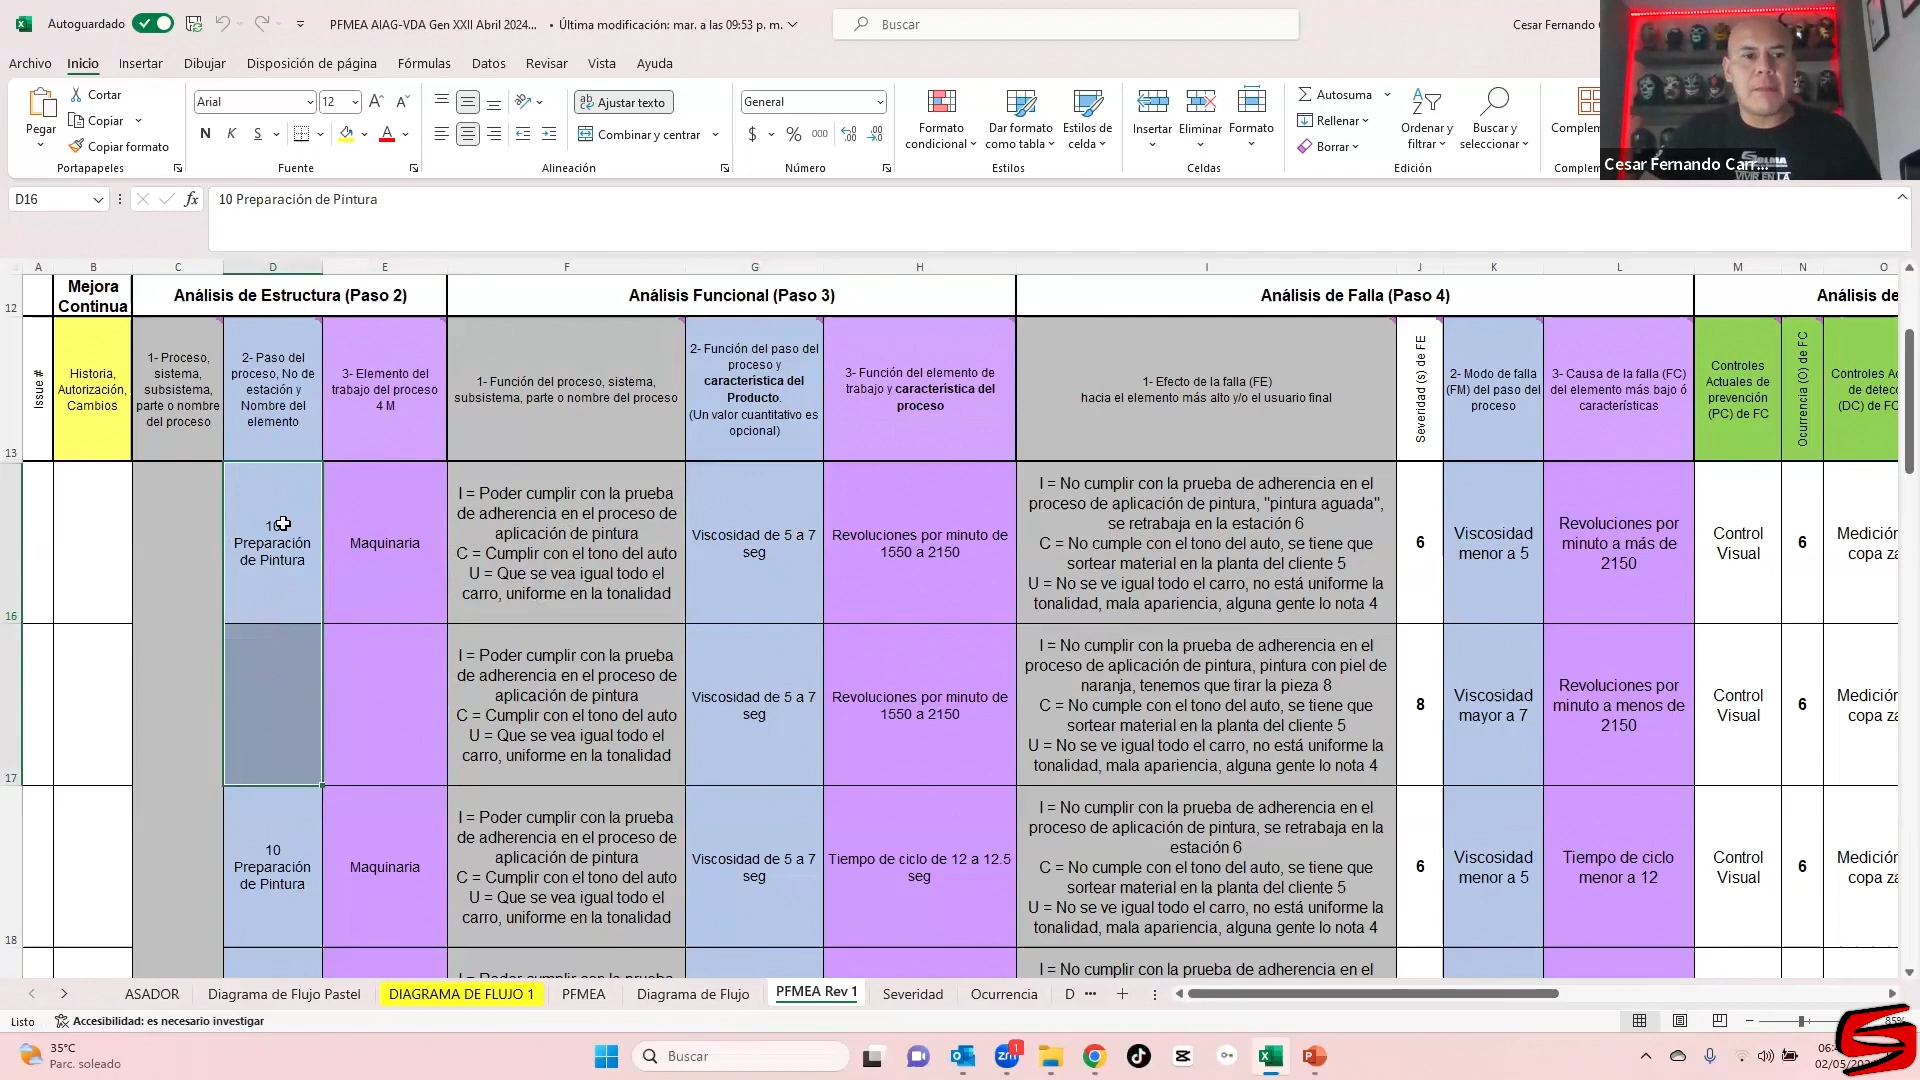 Autoguardado
PFMEA AIAG-VDA Gen XXII Abril 2024... • Última modificación: mar. a las 09:53 p. m.
Buscar
Cesar Fernando
Archivo Inicio Insertar Dibujar Disposición de página Fórmulas Datos Revisar Vista Ayuda
Pegar
Cortar
Copiar
Copiar formato
Portapapeles
Arial 12
N K S
Fuente
Ajustar texto
Combinar y centrar
Alineación
General
$ % 000
Número
Formato condicional
Dar formato como tabla
Estilos de celda
Estilos
Insertar
Eliminar
Formato
Celdas
Autosuma
Rellenar
Borrar
Ordenar y filtrar
Buscar y seleccionar
Edición
Cesar Fernando Carr...
VIVIR EN LA
D16
fx
10 Preparación de Pintura
A B C D E F G H I J K L M N O
12
Mejora Continua
Análisis de Estructura (Paso 2)
Análisis Funcional (Paso 3)
Análisis de Falla (Paso 4)
Análisis de
13
Issue #
Historia,
Autorización,
Cambios
1- Proceso,
sistema,
subsistema,
parte o nombre
del proceso
2- Paso del
proceso, No de
estación y
Nombre del
elemento
3- Elemento del
trabajo del proceso
4 M
1- Función del proceso, sistema,
subsistema, parte o nombre del proceso
2- Función del paso del
proceso y
característica del
Producto.
(Un valor cuantitativo es
opcional)
3- Función del elemento de
trabajo y característica del
proceso
1- Efecto de la falla (FE)
hacia el elemento más alto y/o el usuario final
Severidad (s) de FE
2- Modo de falla
(FM) del paso del
proceso
3- Causa de la falla (FC)
del elemento más bajo ó
características
Controles
Actuales de
prevención
(PC) de FC
Ocurrencia (O) de FC
Controles
de
(DC) de FC
16
10
Preparación
de Pintura
Maquinaria
I = Poder cumplir con la prueba
de adherencia en el proceso de
aplicación de pintura
C = Cumplir con el tono del auto
U = Que se vea igual todo el
carro, uniforme en la tonalidad
Viscosidad de 5 a 7
seg
Revoluciones por minuto de
1550 a 2150
I = No cumplir con la prueba de adherencia en el
proceso de aplicación de pintura, "pintura aguada",
se retrabaja en la estación 6
C = No cumple con el tono del auto, se tiene que
sortear material en la planta del cliente 5
U = No se ve igual todo el carro, no está uniforme la
tonalidad, mala apariencia, alguna gente lo nota 4
6
Viscosidad
menor a 5
Revoluciones por
minuto a más de
2150
Control
Visual
6
Medición
copa
17
I = Poder cumplir con la prueba
de adherencia en el proceso de
aplicación de pintura
C = Cumplir con el tono del auto
U = Que se vea igual todo el
carro, uniforme en la tonalidad
Viscosidad de 5 a 7
seg
Revoluciones por minuto de
1550 a 2150
I = No cumplir con la prueba de adherencia en el
proceso de aplicación de pintura, pintura con piel de
naranja, tenemos que tirar la pieza 8
C = No cumple con el tono del auto, se tiene que
sortear material en la planta del cliente 5
U = No se ve igual todo el carro, no está uniforme la
tonalidad, mala apariencia, alguna gente lo nota 4
8
Viscosidad
mayor a 7
Revoluciones por
minuto a menos de
2150
Control
Visual
6
Medición
copa
18
10
Preparación
de Pintura
Maquinaria
I = Poder cumplir con la prueba
de adherencia en el proceso de
aplicación de pintura
C = Cumplir con el tono del auto
U = Que se vea igual todo el
carro, uniforme en la tonalidad
Viscosidad de 5 a 7
seg
Tiempo de ciclo de 12 a 12.5
seg
I = No cumplir con la prueba de adherencia en el
proceso de aplicación de pintura, se retrabaja en la
estación 6
C = No cumple con el tono del auto, se tiene que
sortear material en la planta del cliente 5
U = No se ve igual todo el carro, no está uniforme la
tonalidad, mala apariencia, alguna gente lo nota 4
6
Viscosidad
menor a 5
Tiempo de ciclo
menor a 12
Control
Visual
6
Medición
copa
I = Poder cumplir con la prueba
I = No cumplir con la prueba de adherencia en el
ASADOR Diagrama de Flujo Pastel DIAGRAMA DE FLUJO 1 PFMEA Diagrama de Flujo PFMEA Rev 1 Severidad Ocurrencia D ...
Listo Accesibilidad: es necesario investigar
35°C
Parc. soleado
Buscar
1